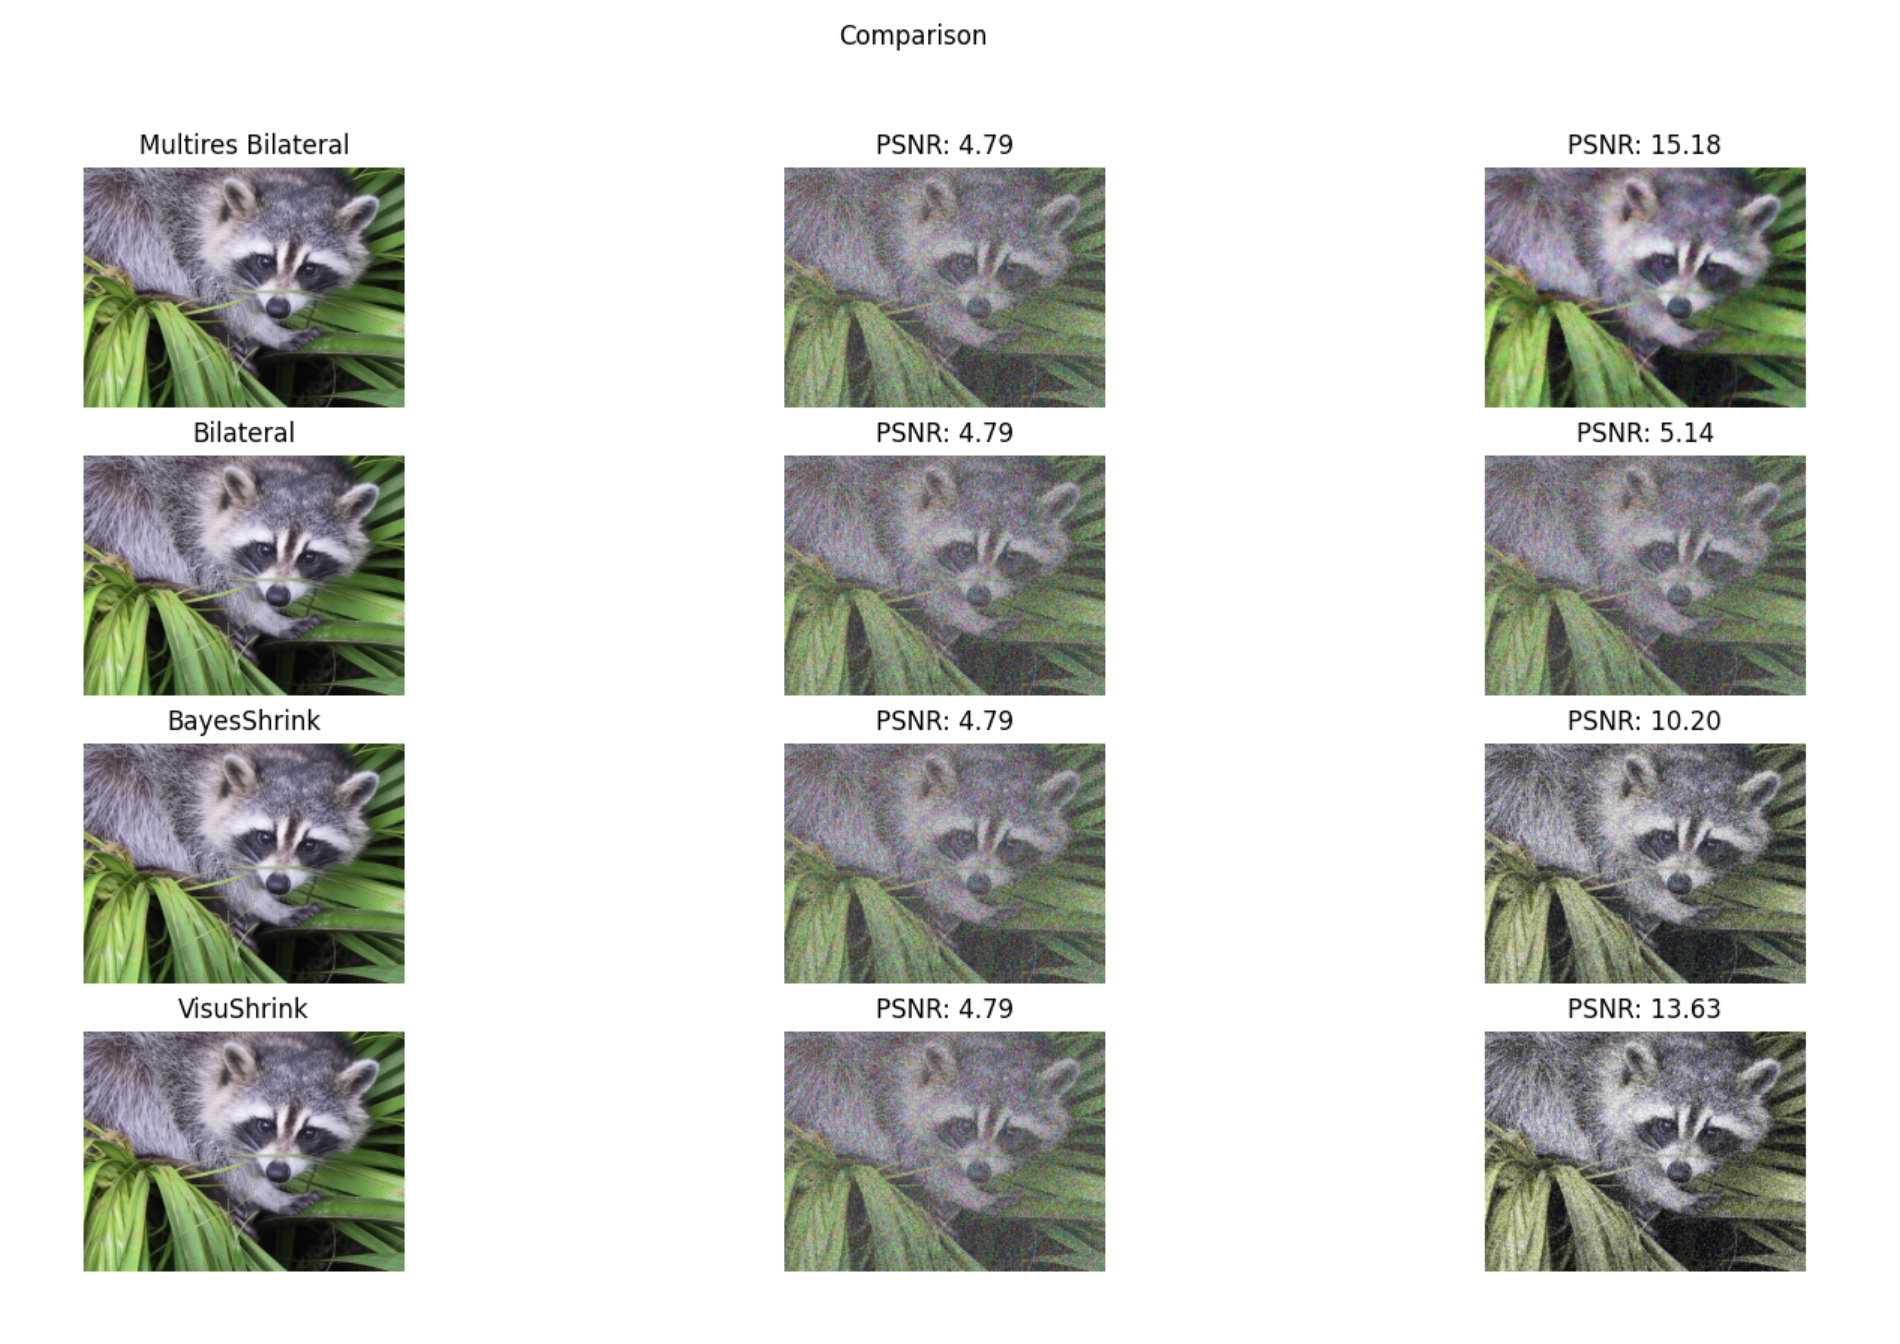 Comparison
Multires Bilateral
PSNR: 4.79
PSNR: 15.18
Bilateral
PSNR: 4.79
PSNR: 5.14
BayesShrink
PSNR: 4.79
PSNR: 10.20
VisuShrink
PSNR: 4.79
PSNR: 13.63